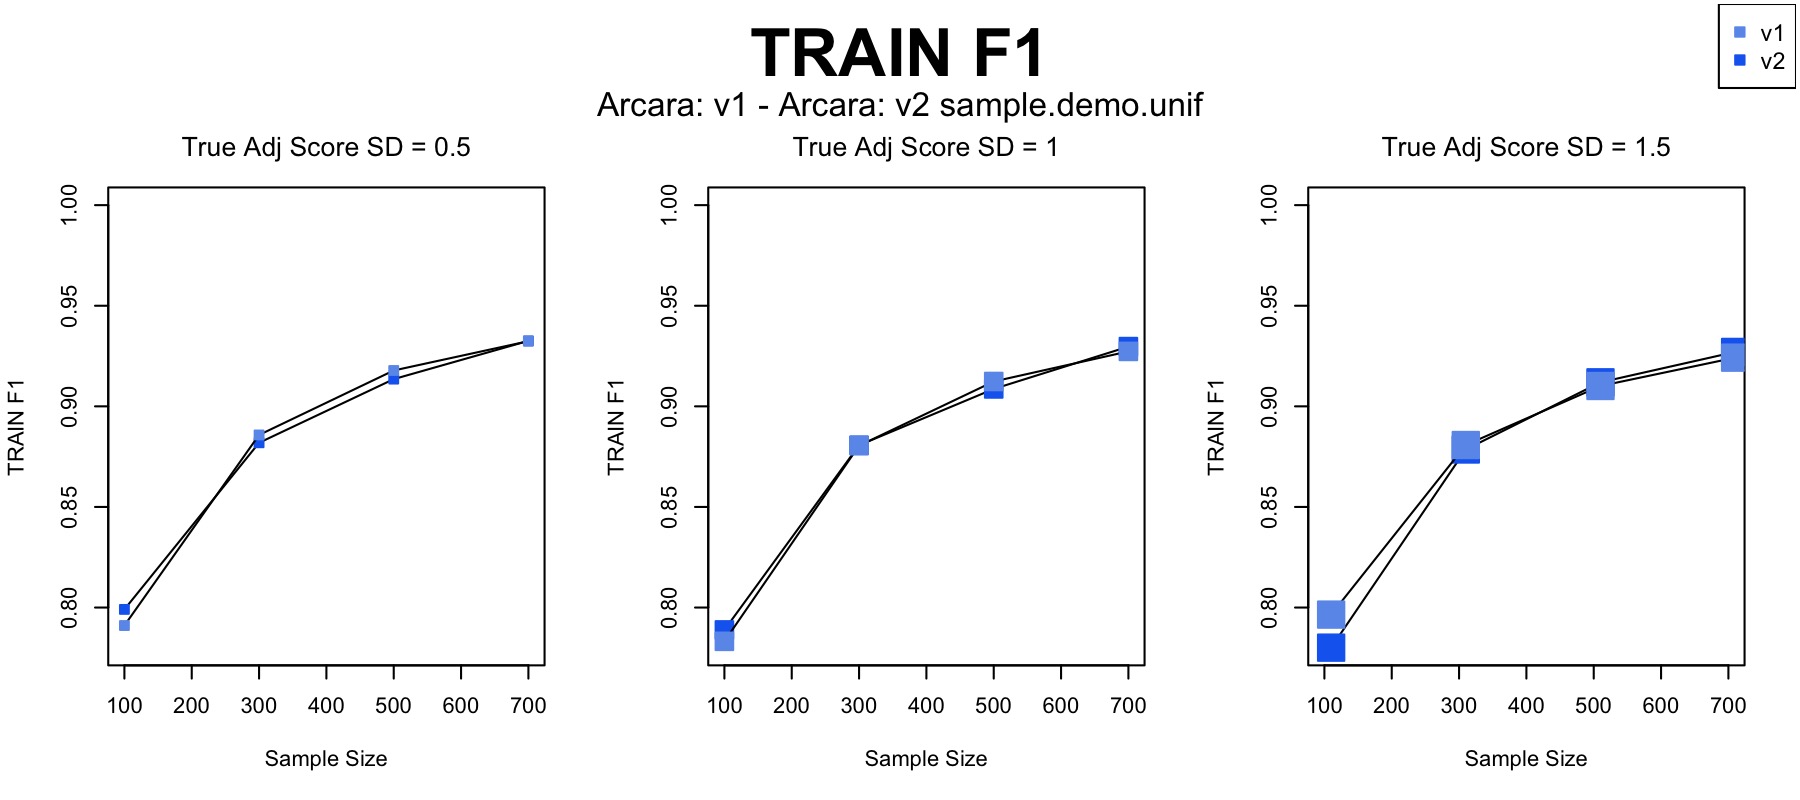 TRAIN F1
Arcara: v1 - Arcara: v2 sample.demo.unif
v1
v2
True Adj Score SD = 0.5
1.00
0.95
0.90
0.85
0.80
TRAIN F1
100 200 300 400 500 600 700
Sample Size
True Adj Score SD = 1
1.00
0.95
0.90
0.85
0.80
TRAIN F1
100 200 300 400 500 600 700
Sample Size
True Adj Score SD = 1.5
1.00
0.95
0.90
0.85
0.80
TRAIN F1
100 200 300 400 500 600 700
Sample Size